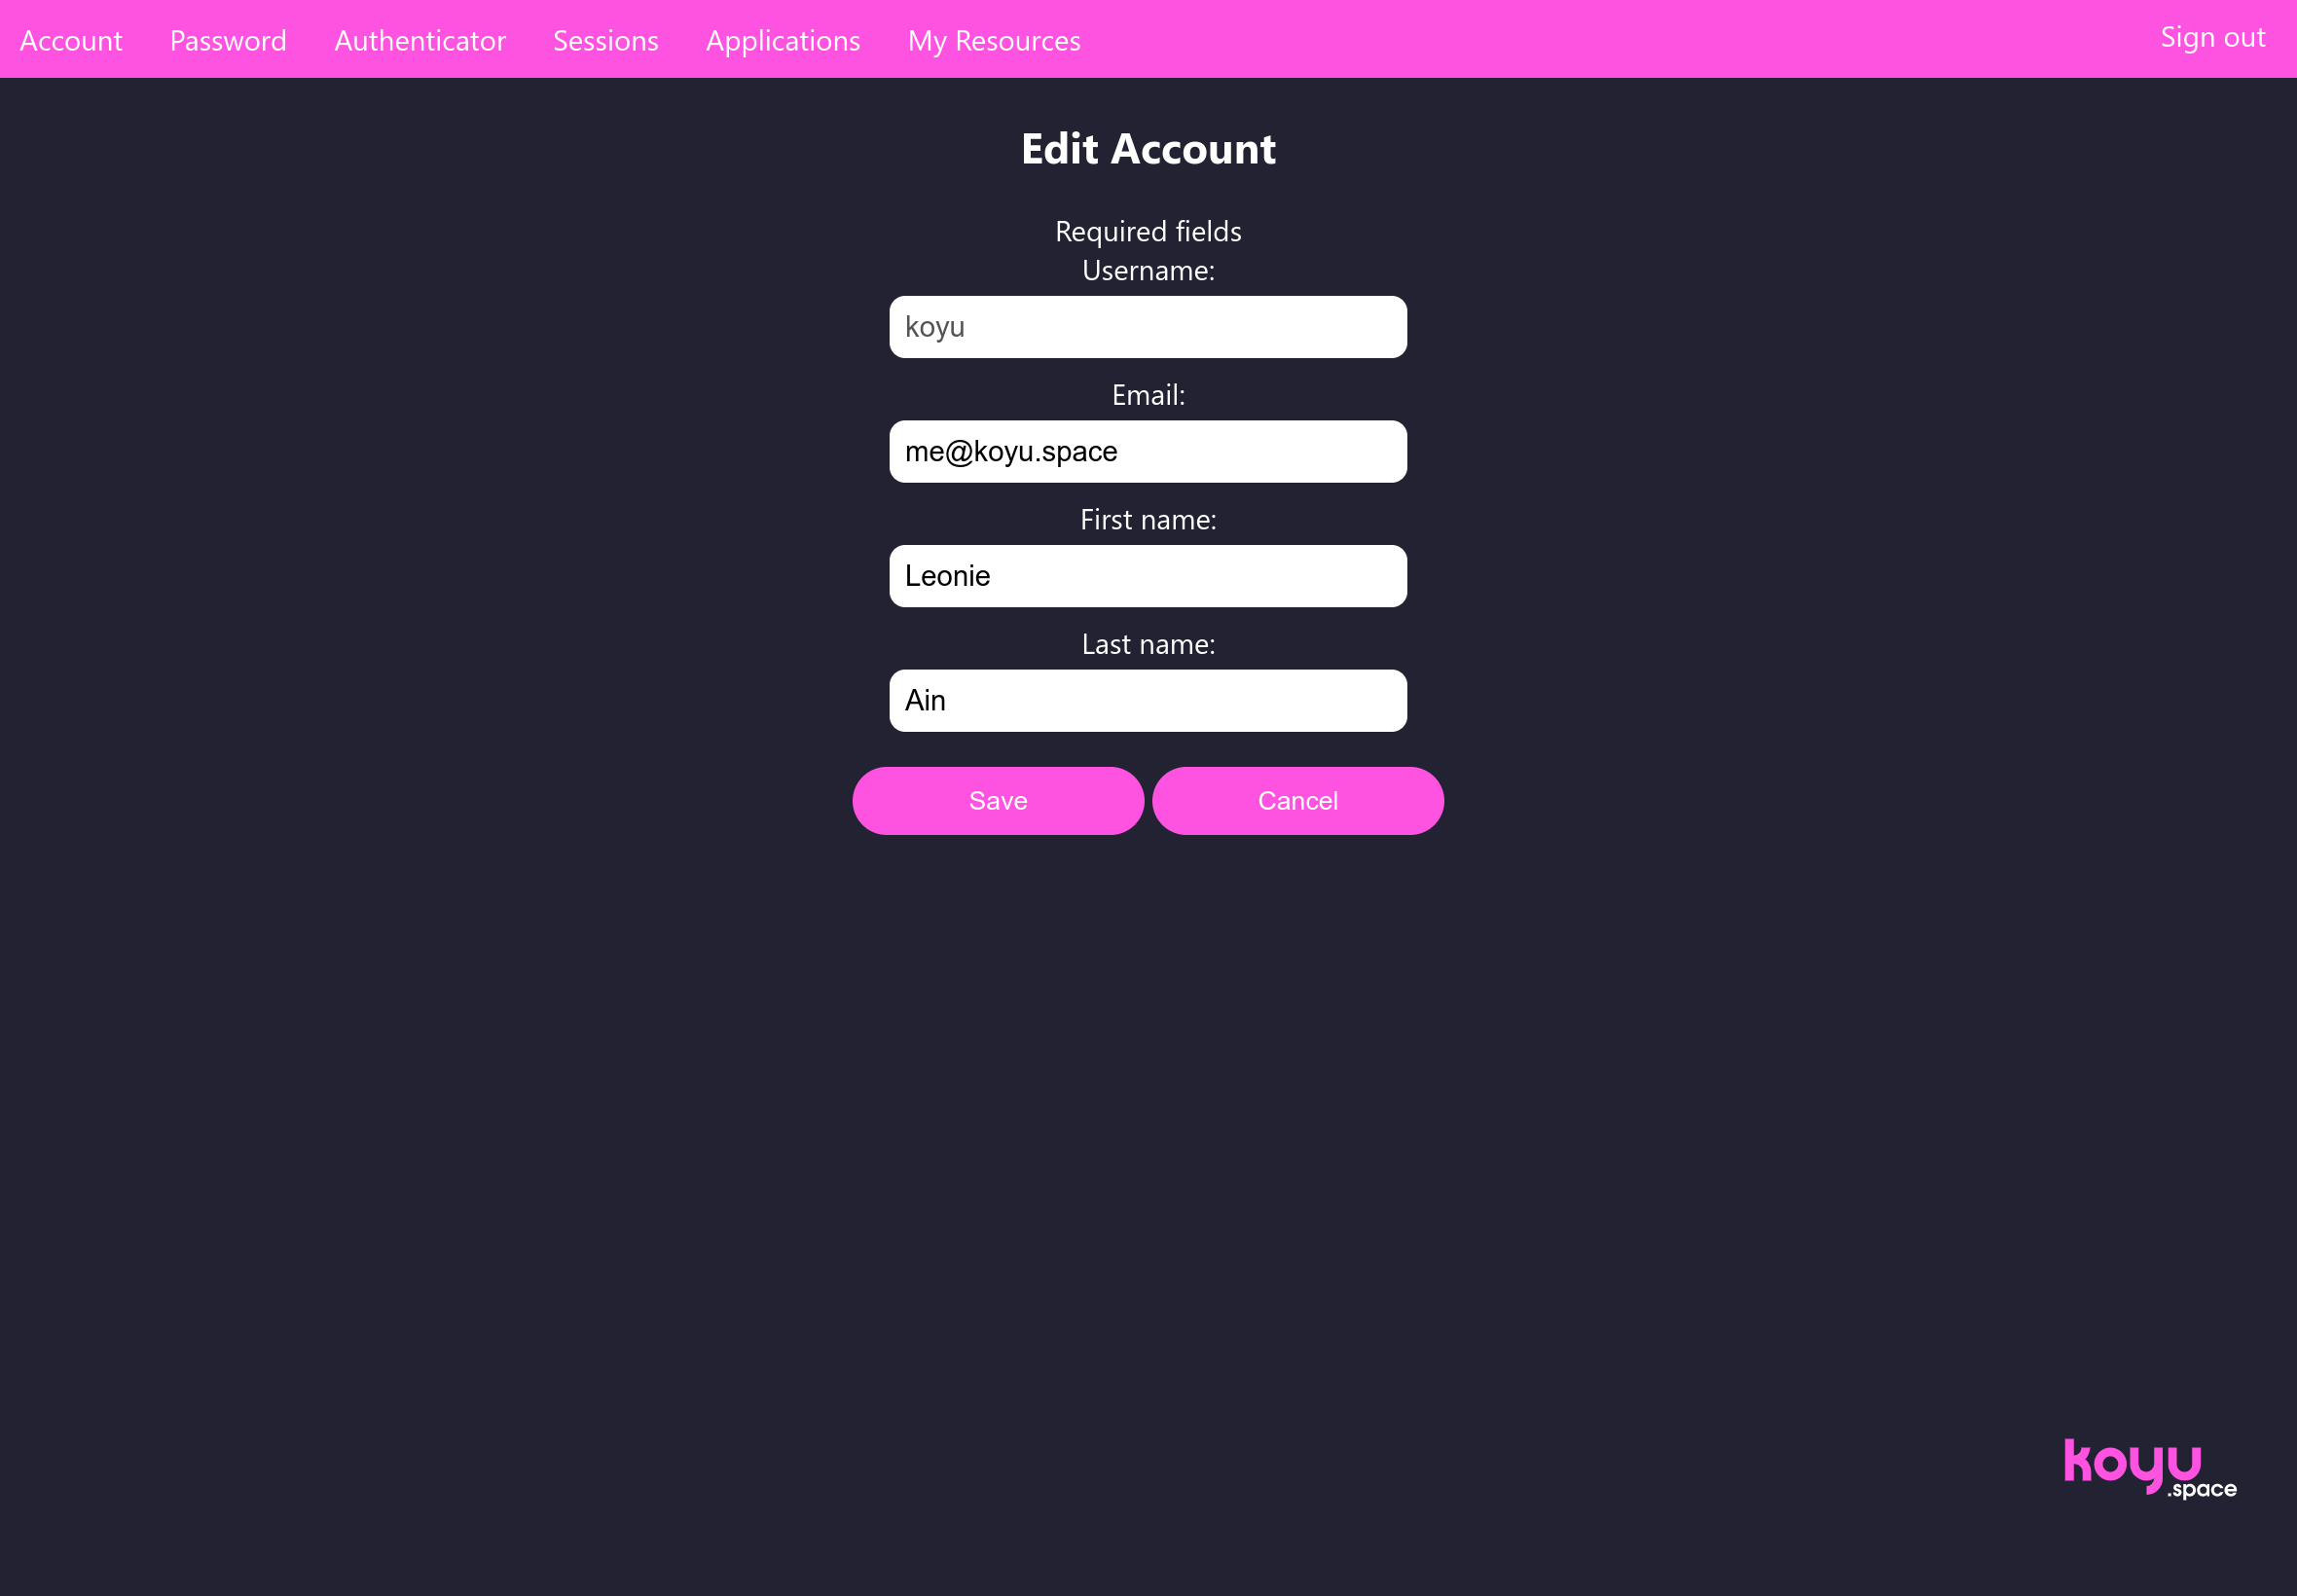 Account Password Authenticator Sessions Applications My Resources Sign out
Edit Account
Required fields
Username:
koyu
Email:
me@koyu.space
First name:
Leonie
Last name:
Ain
Save Cancel
koyu
.space